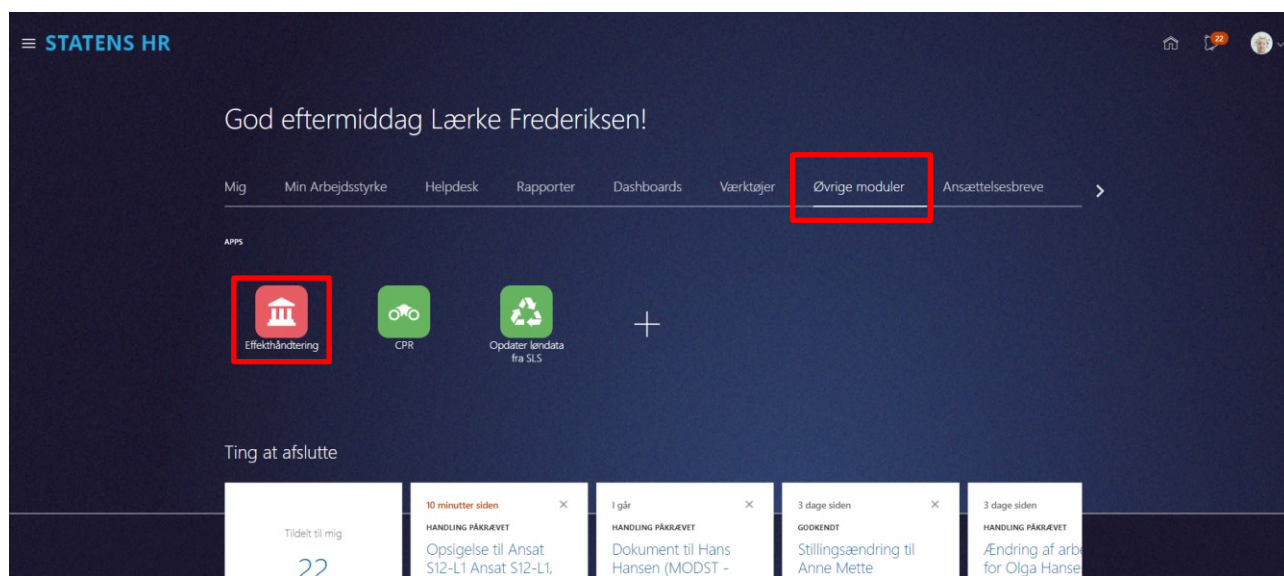 STATENS HR
22
God eftermiddag Lærke Frederiksen!
Mig Min Arbejdsstyrke Helpdesk Rapporter Dashboards Værktøjer Øvrige moduler Ansættelsesbreve
APPS
Effekthåndtering
CPR
Opdater løndata
fra SLS
Ting at afslutte
Tildelt til mig
22
10 minutter siden
HANDLING PÅKRÆVET
Opsigelse til Ansat
S12-L1 Ansat S12-L1,
I går
HANDLING PÅKRÆVET
Dokument til Hans
Hansen (MODST -
3 dage siden
GODKENDT
Stillingsændring til
Anne Mette
3 dage siden
HANDLING PÅKRÆVET
Ændring af arbe
for Olga Hanse